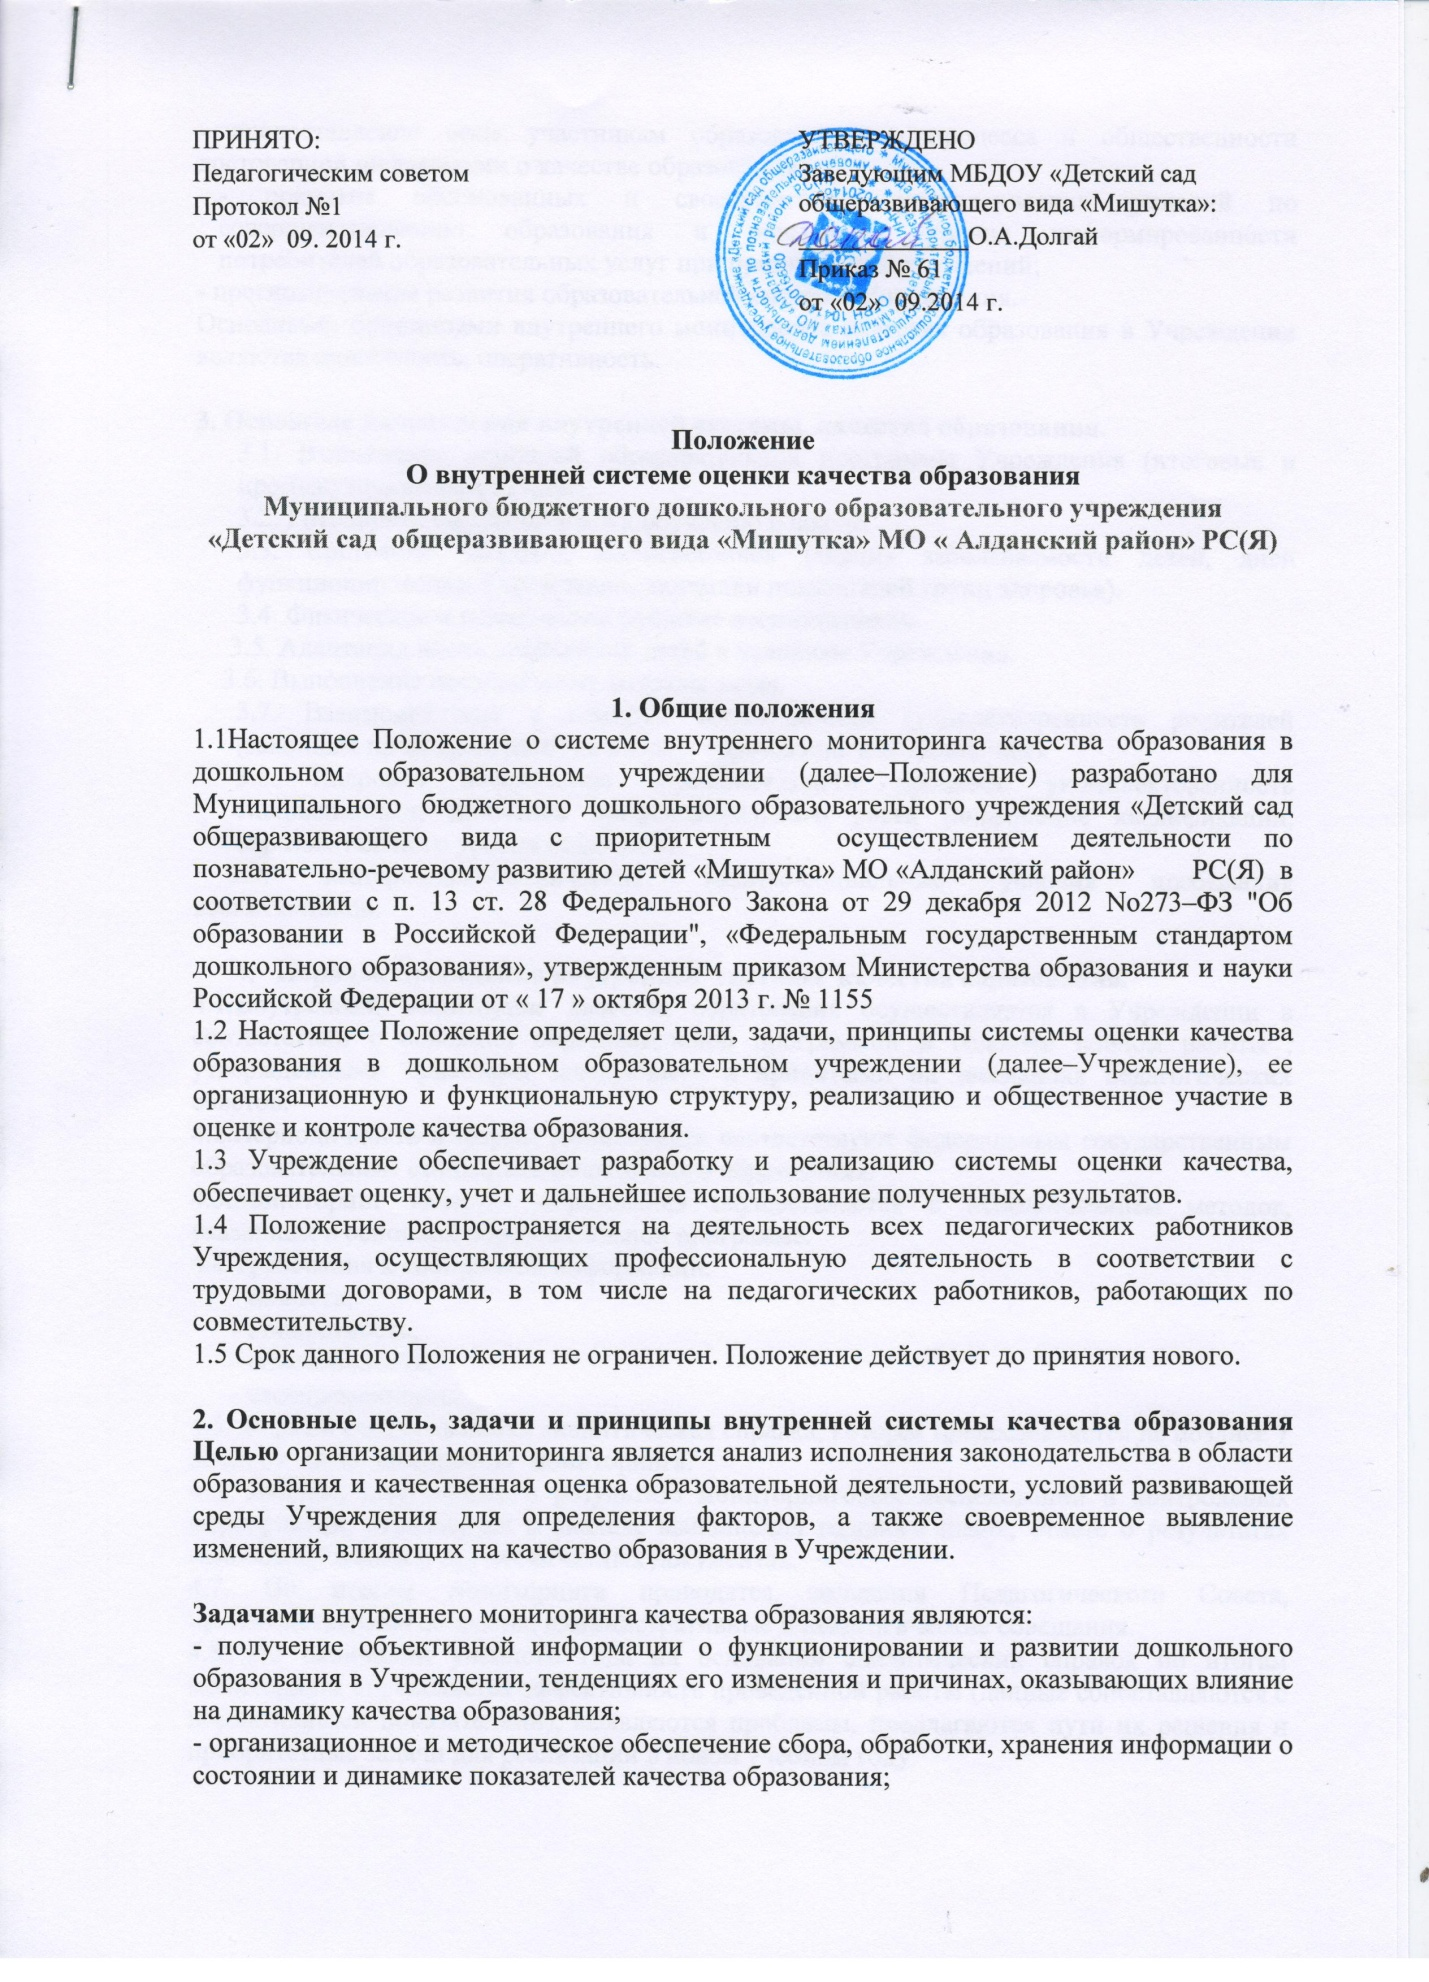 ПРИНЯТО:
Педагогическим советом
Протокол №1
от «02»  09. 2014 г.
УТВЕРЖДЕНО
Заведующим МБДОУ «Детский сад
общеразвивающего вида «Мишутка»:
О.А.Долгай
Приказ № 61
от «02»  09.2014 г.
Положение
О внутренней системе оценки качества образования
Муниципального бюджетного дошкольного образовательного учреждения
«Детский сад  общеразвивающего вида «Мишутка» МО « Алданский район» РС(Я)
1. Общие положения
1.1Настоящее Положение о системе внутреннего мониторинга качества образования в
дошкольном образовательном учреждении (далее–Положение) разработано для
Муниципального  бюджетного дошкольного образовательного учреждения «Детский сад
общеразвивающего вида с приоритетным  осуществлением деятельности по
познавательно-речевому развитию детей «Мишутка» МО «Алданский район»  РС(Я) в
соответствии с п. 13 ст. 28 Федерального Закона от 29 декабря 2012 No273–ФЗ "Об
образовании в Российской Федерации", «Федеральным государственным стандартом
дошкольного образования», утвержденным приказом Министерства образования и науки
Российской Федерации от « 17 » октября 2013 г. № 1155
1.2 Настоящее Положение определяет цели, задачи, принципы системы оценки качества
образования в дошкольном образовательном учреждении (далее–Учреждение), ее
организационную и функциональную структуру, реализацию и общественное участие в
оценке и контроле качества образования.
1.3 Учреждение обеспечивает разработку и реализацию системы оценки качества,
обеспечивает оценку, учет и дальнейшее использование полученных результатов.
1.4 Положение распространяется на деятельность всех педагогических работников
Учреждения, осуществляющих профессиональную деятельность в соответствии с
трудовыми договорами, в том числе на педагогических работников, работающих по
совместительству.
1.5 Срок данного Положения не ограничен. Положение действует до принятия нового.
2. Основные цель, задачи и принципы внутренней системы качества образования
Целью организации мониторинга является анализ исполнения законодательства в области
образования и качественная оценка образовательной деятельности, условий развивающей
среды Учреждения для определения факторов, а также своевременное выявление
изменений, влияющих на качество образования в Учреждении.
Задачами внутреннего мониторинга качества образования являются:
- получение объективной информации о функционировании и развитии дошкольного
образования в Учреждении, тенденциях его изменения и причинах, оказывающих влияние
на динамику качества образования;
- организационное и методическое обеспечение сбора, обработки, хранения информации о
состоянии и динамике показателей качества образования;